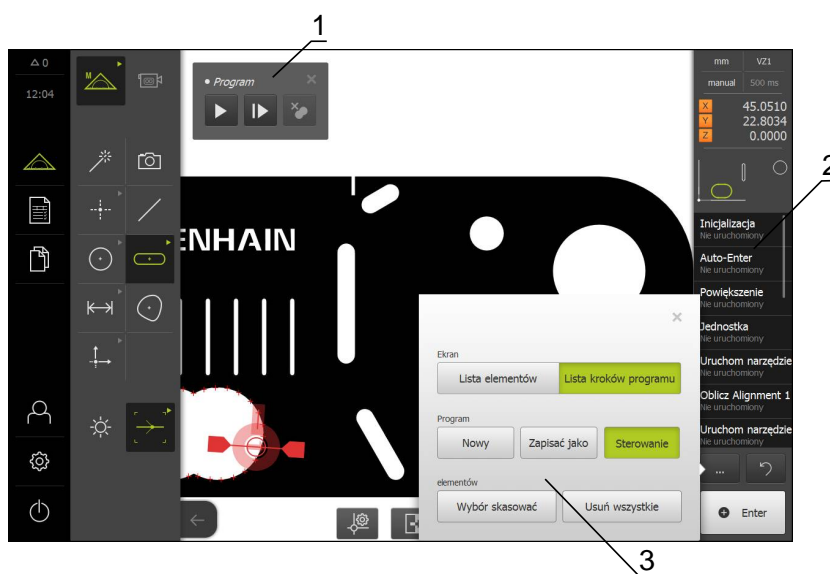 1
0
12:04
M
Program
ENHAIN
mm VZ1
manual 500 ms
X 45.0510
Y 22.8034
Z 0.0000
2
Inicjalizacja
Nie uruchomiony
Auto-Enter
Nie uruchomiony
Powiększenie
Nie uruchomiony
Jednostka
Nie uruchomiony
Uruchom narzędzie
Nie uruchomiony
Oblicz Alignment 1
Nie uruchomiony
Uruchom narzędzie
Nie uruchomiony
...
Enter
Ekran
Lista elementów Lista kroków programu
Program
Nowy Zapisać jako Sterowanie
elementów
Wybór skasować Usuń wszystkie
3